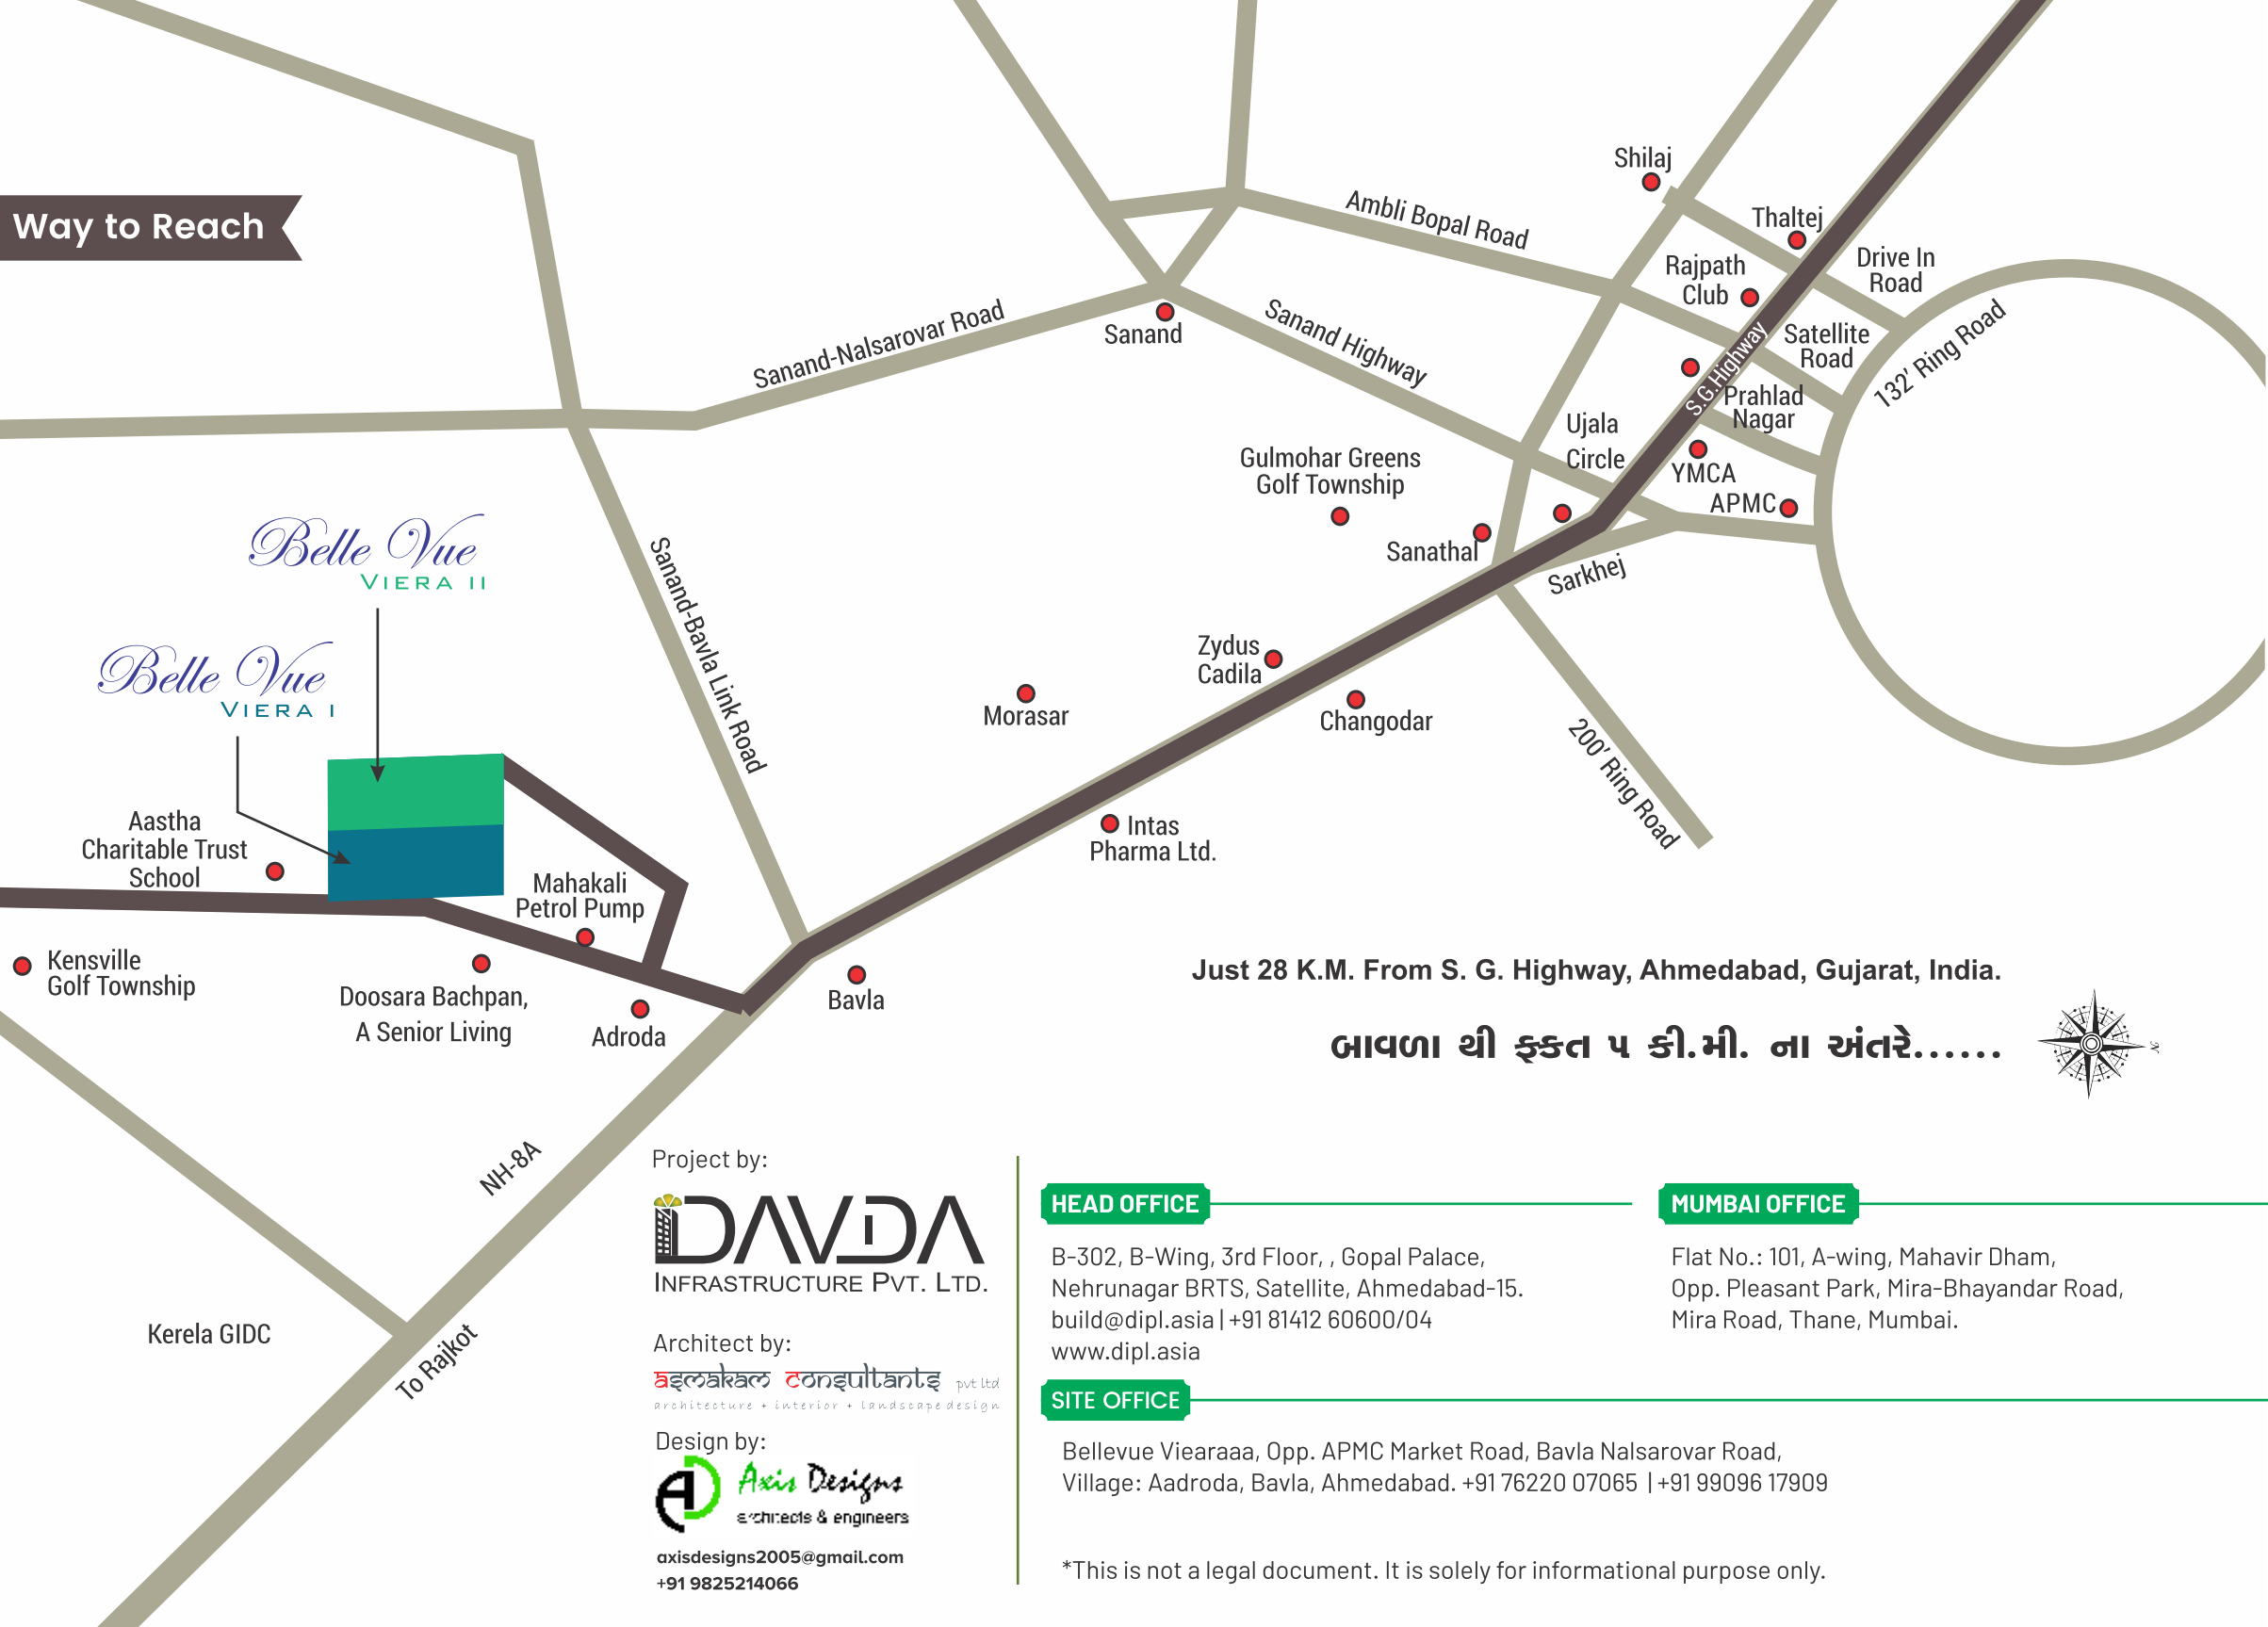 Way to Reach
Shilaj
Thaltej
Ambli Bopal Road
Rajpath
Club
Drive In
Road
S.G.Highway
Satellite
Road
132' Ring Road
Sanand-Nalsarovar Road
Sanand
Sanand Highway
Prahlad
Nagar
Ujala
Circle
YMCA
APMC
Gulmohar Greens
Golf Township
Sanathal
Sarkhej
Belle Vue
VIERA II
Belle Vue
VIERA I
Sanand-Bavla Link Road
Zydus
Cadila
Morasar
Changodar
200' Ring Road
Intas
Pharma Ltd.
Aastha
Charitable Trust
School
Mahakali
Petrol Pump
Kensville
Golf Township
Doosara Bachpan,
A Senior Living
Adroda
Bavla
Just 28 K.M. From S. G. Highway, Ahmedabad, Gujarat, India.
બાવળા થી ફક્ત ૫ કી.મી. ના અંતરે......
N
NH-8A
Kerela GIDC
To Rajkot
Project by:
DAVDA
INFRASTRUCTURE PVT. LTD.
Architect by:
asmakam consultants pvt ltd
architecture + interior + landscape design
Design by:
AD
Axis Designs
architects & engineers
axisdesigns2005@gmail.com
+91 9825214066
HEAD OFFICE
B-302, B-Wing, 3rd Floor, , Gopal Palace,
Nehrunagar BRTS, Satellite, Ahmedabad-15.
build@dipl.asia | +91 81412 60600/04
www.dipl.asia
MUMBAI OFFICE
Flat No.: 101, A-wing, Mahavir Dham,
Opp. Pleasant Park, Mira-Bhayandar Road,
Mira Road, Thane, Mumbai.
SITE OFFICE
Bellevue Viearaaa, Opp. APMC Market Road, Bavla Nalsarovar Road,
Village: Aadroda, Bavla, Ahmedabad. +91 76220 07065 | +91 99096 17909
*This is not a legal document. It is solely for informational purpose only.